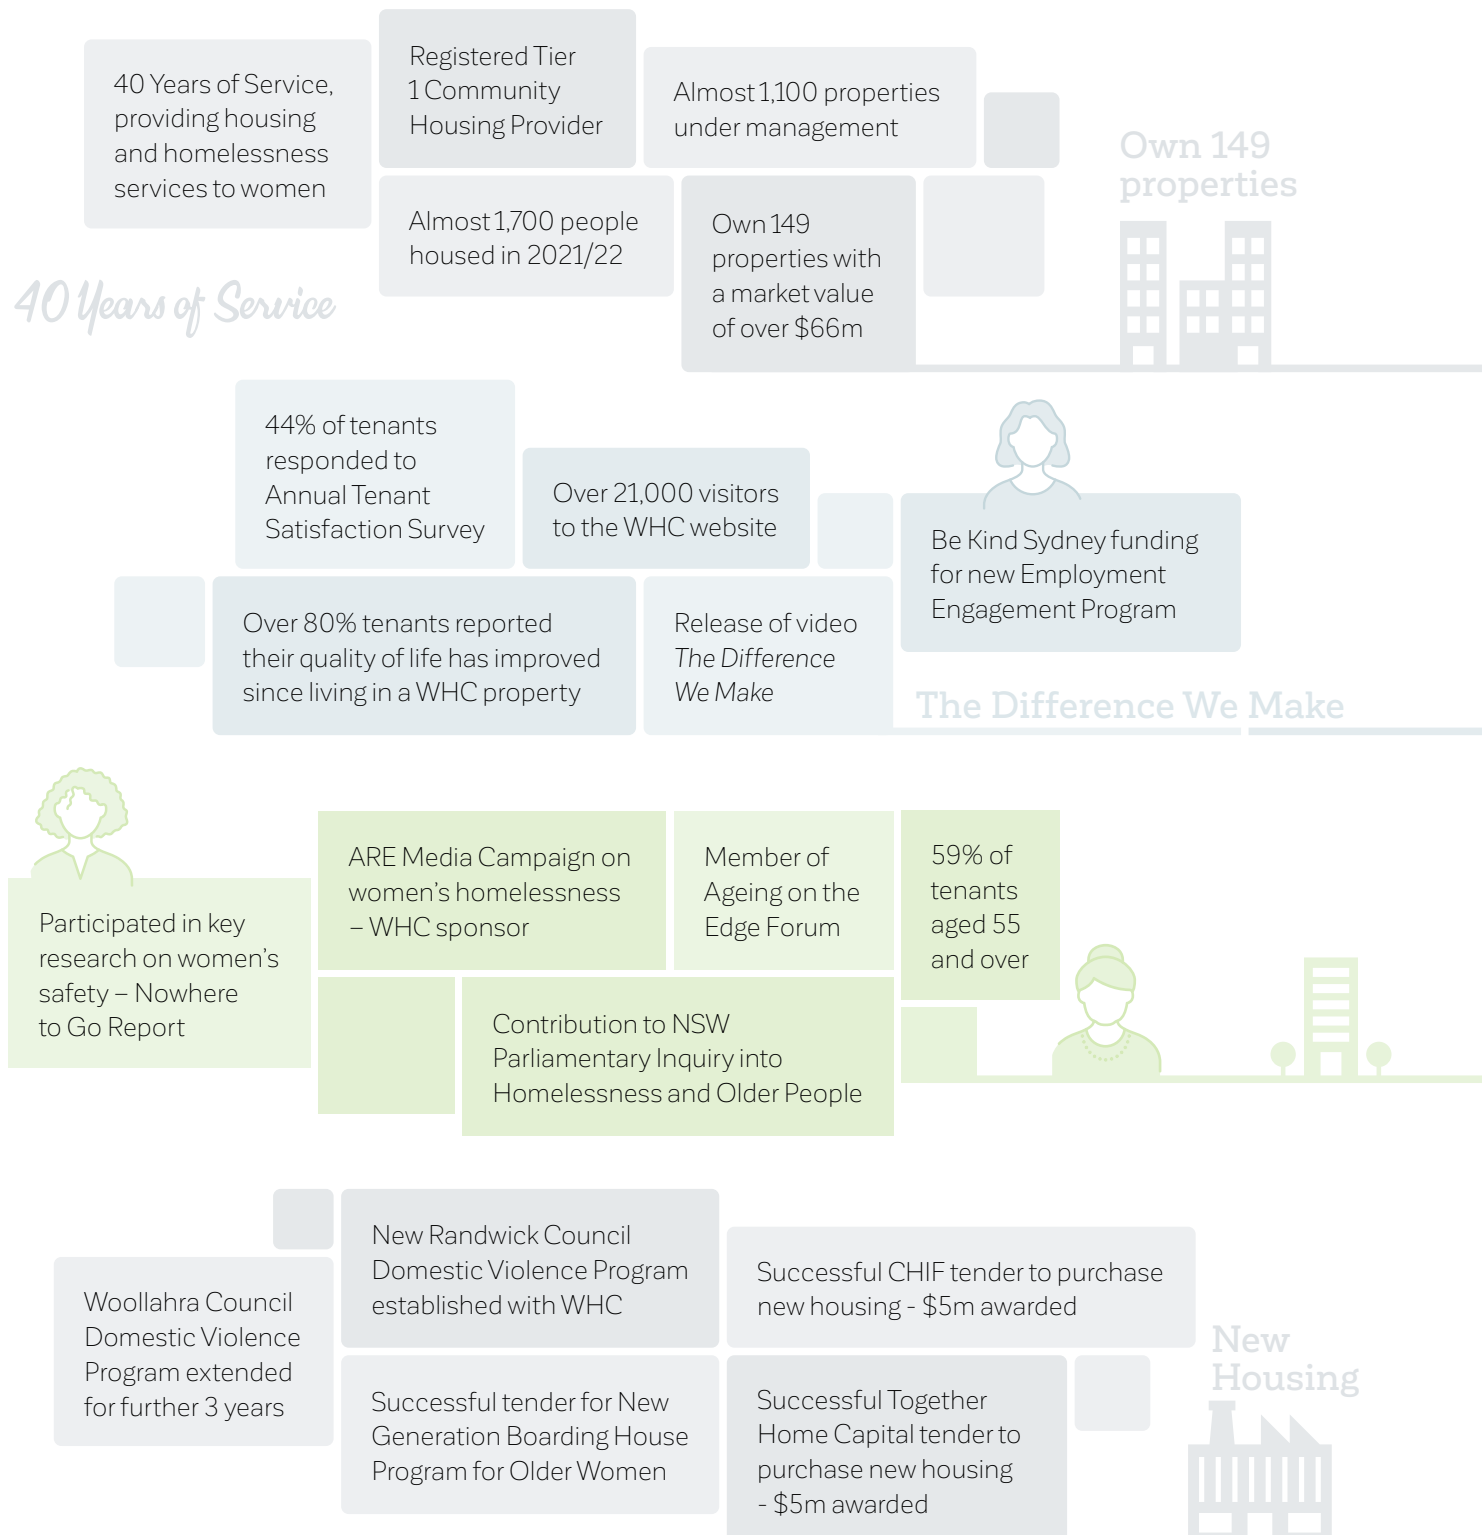 40 Years of Service,
providing housing
and homelessness
services to women
Registered Tier
1 Community
Housing Provider
Almost 1,100 properties
under management
Own 149
properties
Almost 1,700 people
housed in 2021/22
Own 149
properties with
a market value
of over $66m
40 Years of Service
44% of tenants
responded to
Annual Tenant
Satisfaction Survey
Over 21,000 visitors
to the WHC website
Be Kind Sydney funding
for new Employment
Engagement Program
Over 80% tenants reported
their quality of life has improved
since living in a WHC property
Release of video
The Difference
We Make
The Difference We Make
Participated in key
research on women's
safety – Nowhere
to Go Report
ARE Media Campaign on
women's homelessness
– WHC sponsor
Member of
Ageing on the
Edge Forum
59% of
tenants
aged 55
and over
Contribution to NSW
Parliamentary Inquiry into
Homelessness and Older People
Woollahra Council
Domestic Violence
Program extended
for further 3 years
New Randwick Council
Domestic Violence Program
established with WHC
Successful CHIF tender to purchase
new housing - $5m awarded
Successful tender for New
Generation Boarding House
Program for Older Women
Successful Together
Home Capital tender to
purchase new housing
- $5m awarded
New
Housing